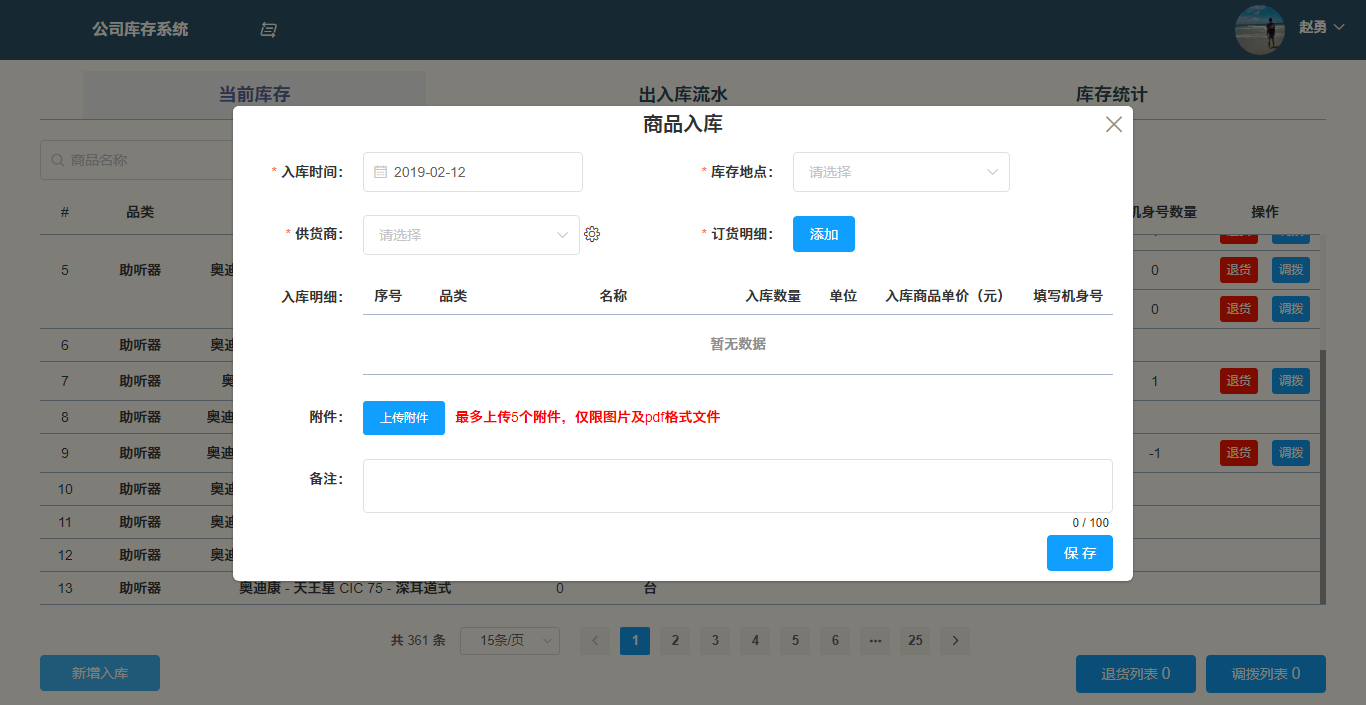 公司库存系统
赵勇
当前库存 出入库流水 库存统计
商品名称
商品入库
* 入库时间: 2019-02-12 * 库存地点: 请选择
# 品类 机身号数量 操作
* 供货商: 请选择 * 订货明细: 添加
5 助听器 奥迪 0 退货 调拨
入库明细: 序号 品类 名称 入库数量 单位 入库商品单价（元） 填写机身号
0 退货 调拨
暂无数据
6 助听器 奥迪
7 助听器 奥 1 退货 调拨
8 助听器 奥迪
附件: 上传附件 最多上传5个附件，仅限图片及pdf格式文件
9 助听器 奥迪 -1 退货 调拨
备注:
10 助听器 奥迪
11 助听器 奥迪
0 / 100
12 助听器 奥迪
保 存
13 助听器 奥迪康 - 天王星 CIC 75 - 深耳道式 0 台
共 361 条 15条/页 1 2 3 4 5 6 ··· 25
新增入库 退货列表 0 调拨列表 0